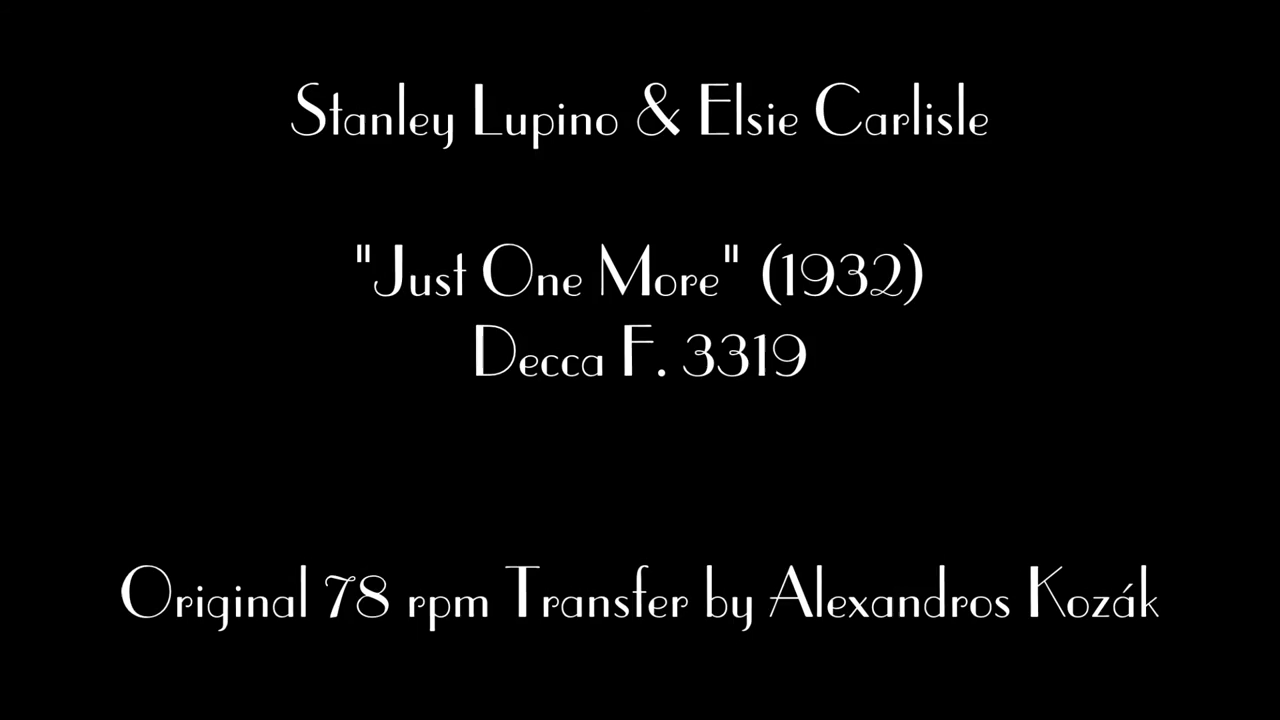 Stanley Lupino & Elsie Carlisle
"Just One More" (1932)
Decca F. 3319
Original 78 rpm Transfer by Alexandros Kozák